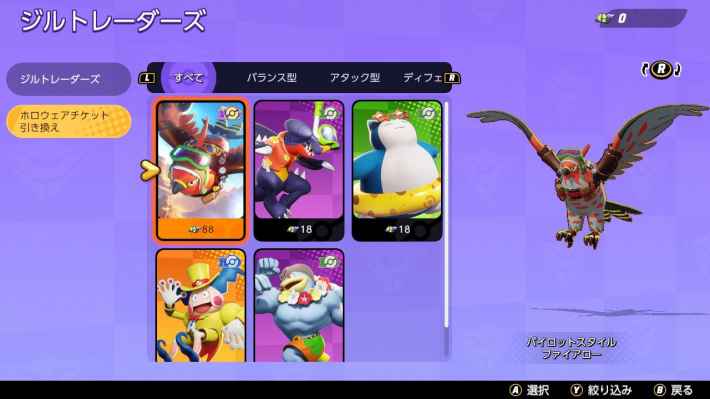 ジルトレーダーズ
0
ジルトレーダーズ
ホロウェアチケット
引き換え
L すべて バランス型 アタック型 ディフェ R
R
88
18
18
パイロットスタイル
ファイアロー
A 選択 Y 絞り込み B 戻る